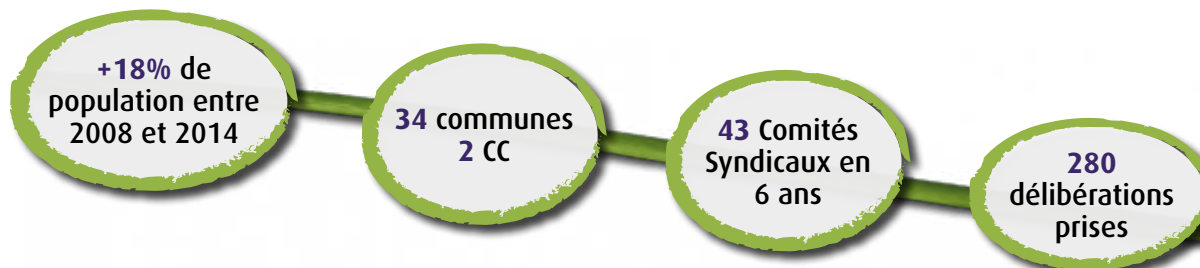 +18% de
population entre
2008 et 2014
34 communes
2 CC
43 Comités
Syndicaux en
6 ans
280
délibérations
prises